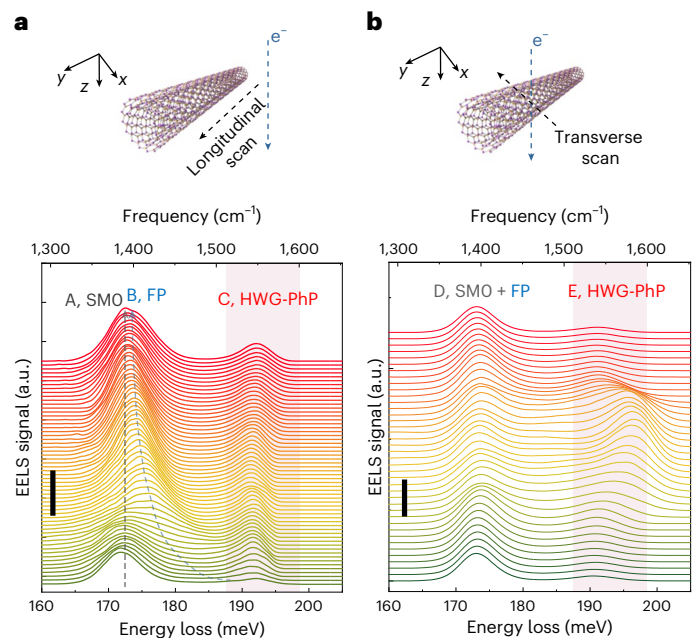 a
e–
y
z
x
Longitudinal
scan
Frequency (cm–1)
1,300 1,400 1,500 1,600
A, SMO B, FP C, HWG-PhP
EELS signal (a.u.)
160 170 180 190 200
Energy loss (meV)
b
e–
y
z
x
Transverse
scan
Frequency (cm–1)
1,300 1,400 1,500 1,600
D, SMO + FP E, HWG-PhP
EELS signal (a.u.)
160 170 180 190 200
Energy loss (meV)